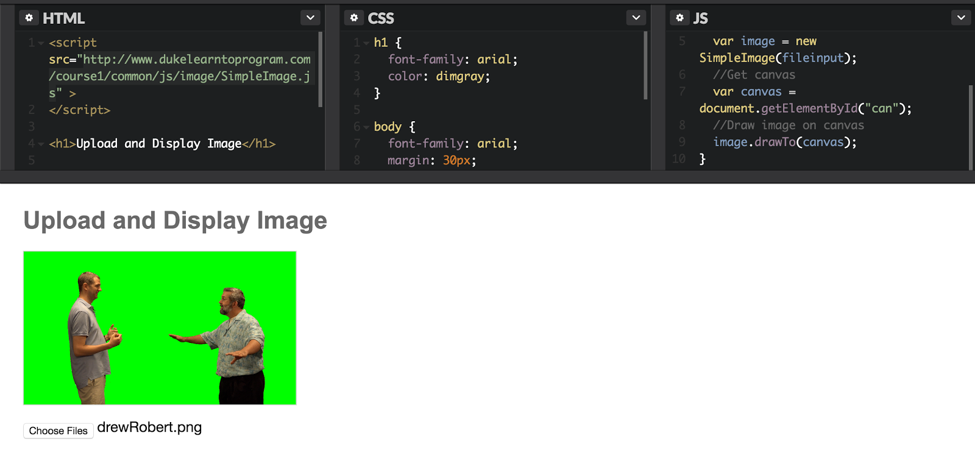 HTML
1 <script
src="http://www.dukelearntoprogram.com
/course1/common/js/image/SimpleImage.j
s" >
2 </script>
3
4 <h1>Upload and Display Image</h1>
5
CSS
1 h1 {
2 font-family: arial;
3 color: dimgray;
4 }
5
6 body {
7 font-family: arial;
8 margin: 30px;
JS
5 var image = new
SimpleImage(fileinput);
6 //Get canvas
7 var canvas =
document.getElementById("can");
8 //Draw image on canvas
9 image.drawTo(canvas);
10 }
Upload and Display Image
Choose Files drewRobert.png